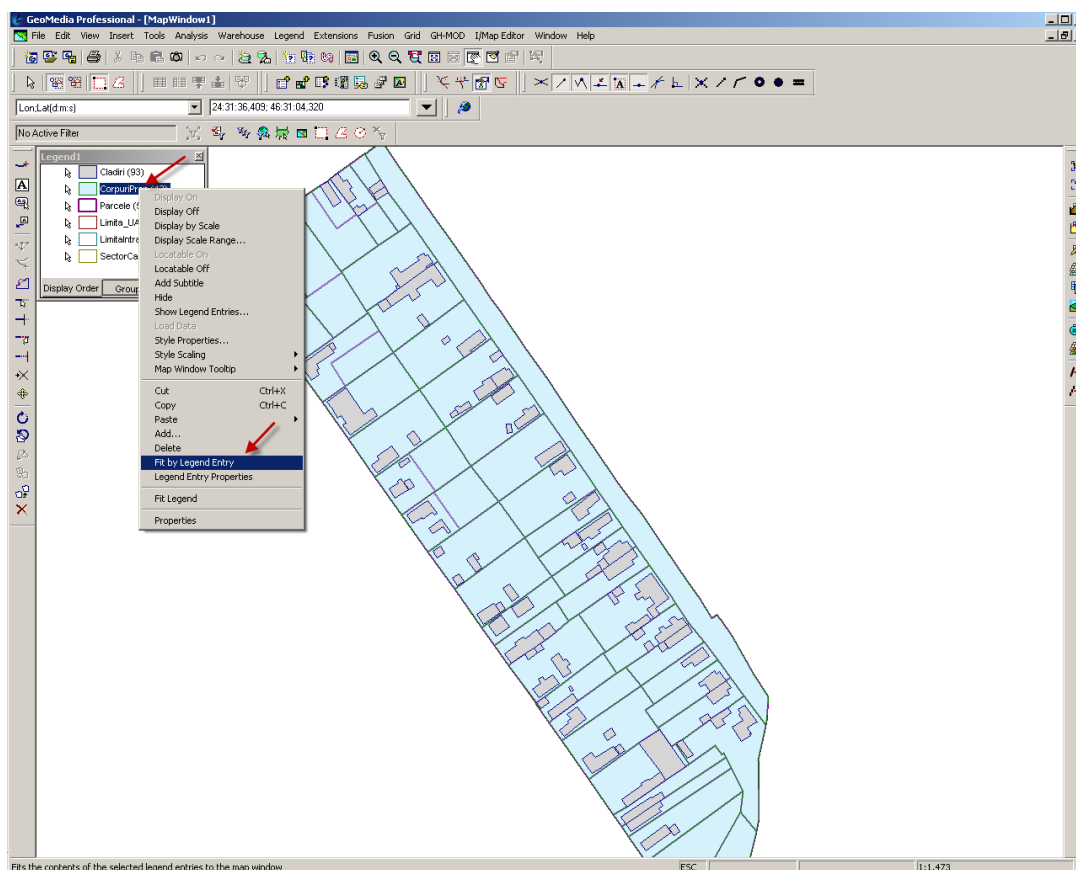 GeoMedia Professional - [MapWindow1]
File Edit View Insert Tools Analysis Warehouse Legend Extensions Fusion Grid GH-MOD I/Map Editor Window Help
Lon;Lat(d:m:s) 24:31:36,409; 46:31:04,320
No Active Filter
Legend1
Cladiri (93)
Parcele
Limita_UA
LimitaIntra
SectorCa
Display Order Group
Display On
Display Off
Display by Scale
Display Scale Range...
Locatable On
Locatable Off
Add Subtitle
Hide
Show Legend Entries...
Load Data
Style Properties...
Style Scaling
Map Window Tooltip
Cut Ctrl+X
Copy Ctrl+C
Paste
Add...
Delete
Fit by Legend Entry
Legend Entry Properties
Fit Legend
Properties
Fits the contents of the selected legend entries to the map window ESC 1:1,473